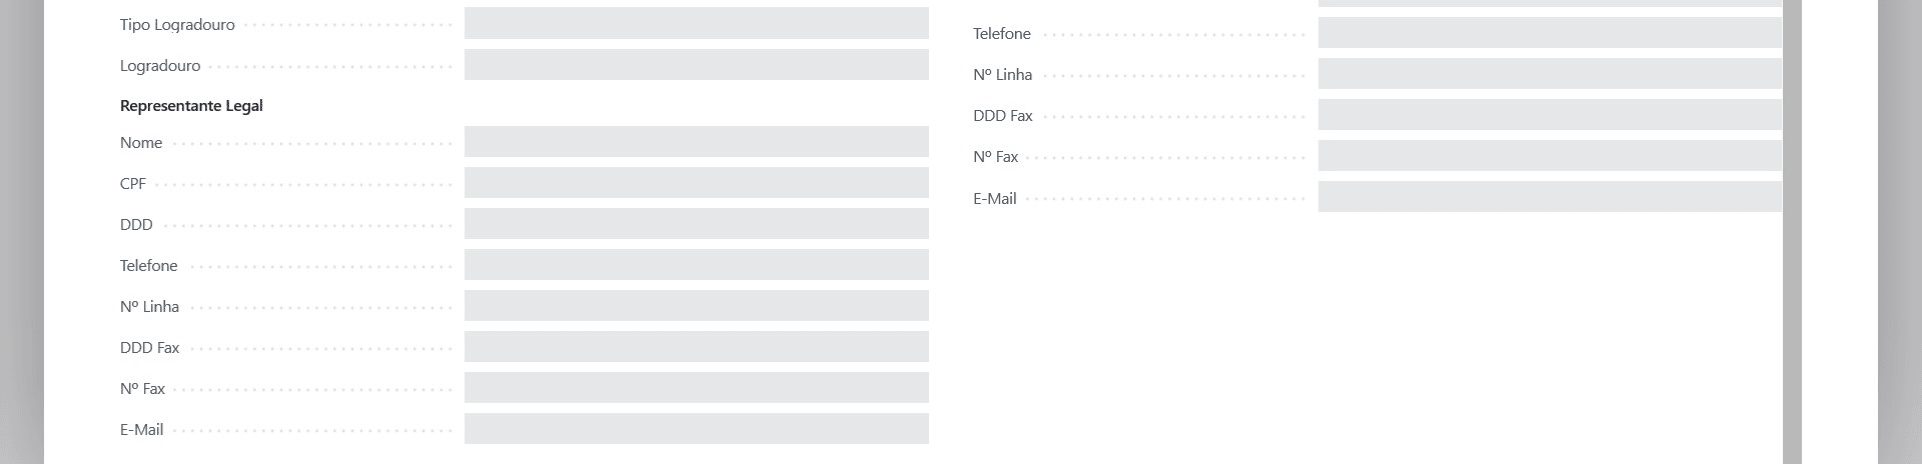 Tipo Logradouro
Logradouro
Representante Legal
Nome
CPF
DDD
Telefone
Nº Linha
DDD Fax
Nº Fax
E-Mail
Telefone
Nº Linha
DDD Fax
Nº Fax
E-Mail